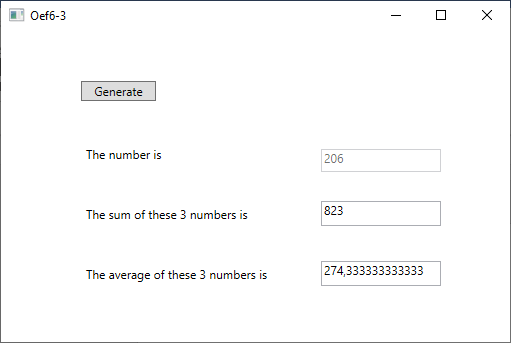 Oef6-3
Generate
The number is 206
The sum of these 3 numbers is 823
The average of these 3 numbers is 274,333333333333